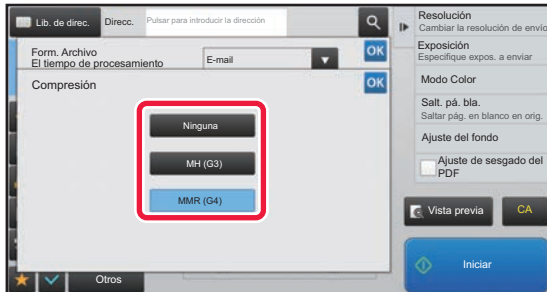 Lib. de direc.
Direcc.
Pulsar para introducir la dirección
Form. Archivo
El tiempo de procesamiento
E-mail
OK
Compresión
OK
Ninguna
MH (G3)
MMR (G4)
Otros
Resolución
Cambiar la resolución de envío
Exposición
Especifique expos. a enviar
Modo Color
Salt. pá. bla.
Saltar pág. en blanco en orig.
Ajuste del fondo
Ajuste de sesgado del
PDF
Vista previa
CA
Iniciar